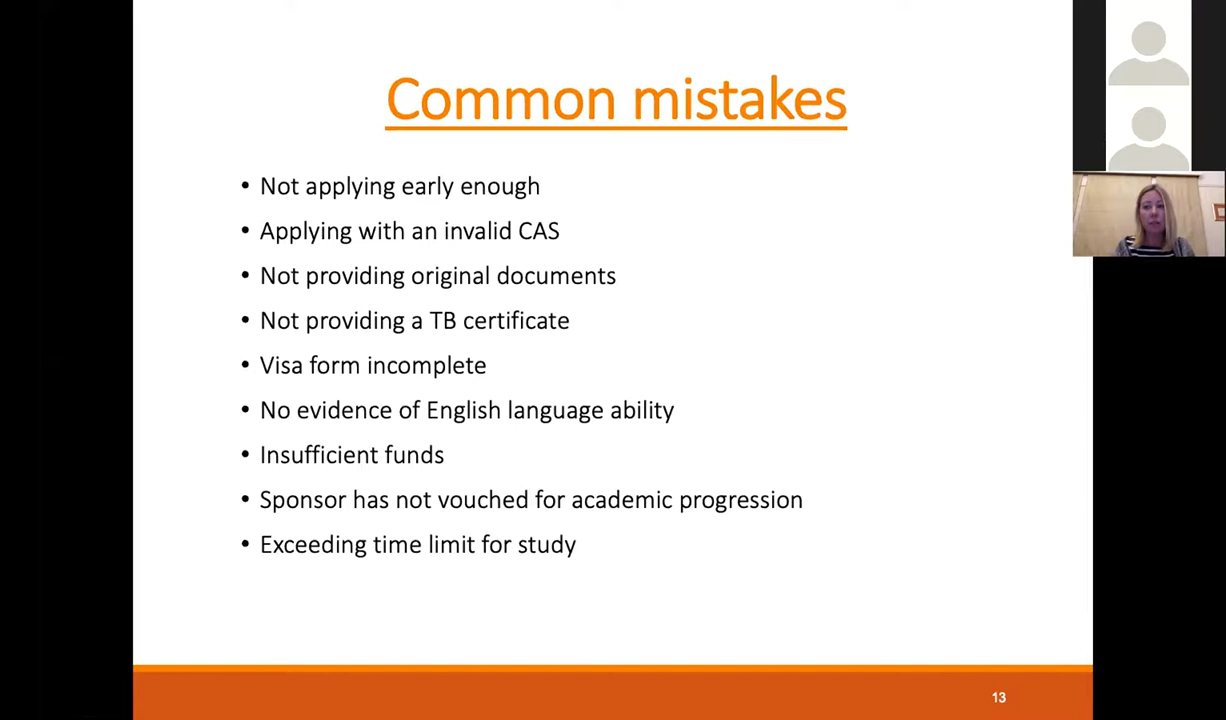 Common mistakes
• Not applying early enough
• Applying with an invalid CAS
• Not providing original documents
• Not providing a TB certificate
• Visa form incomplete
• No evidence of English language ability
• Insufficient funds
• Sponsor has not vouched for academic progression
• Exceeding time limit for study
13